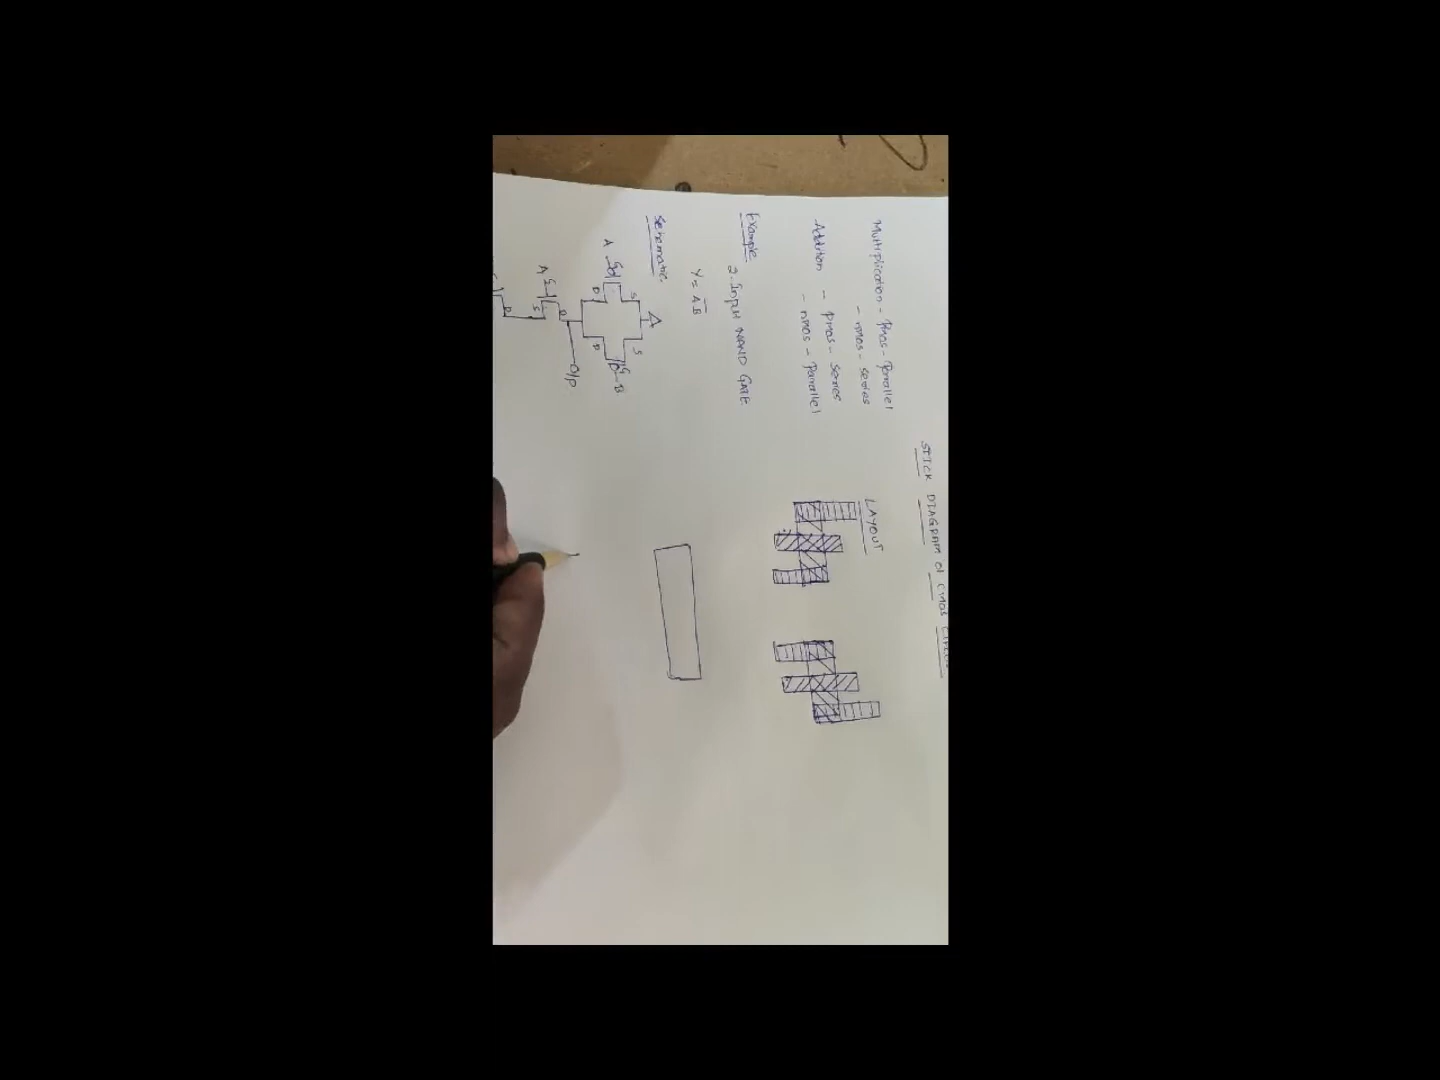 STICK DIAGRAM OF CMOS
Multiplication - PMOS - Parallel
- nMOS - series
Addition - PMOS - Series
- nMOS - Parallel
LAYOUT
Example
2-Input NAND GATE
Y = A̅B̅
Schematic
S S
A G G B
D D
O/P
D
A G
S
D